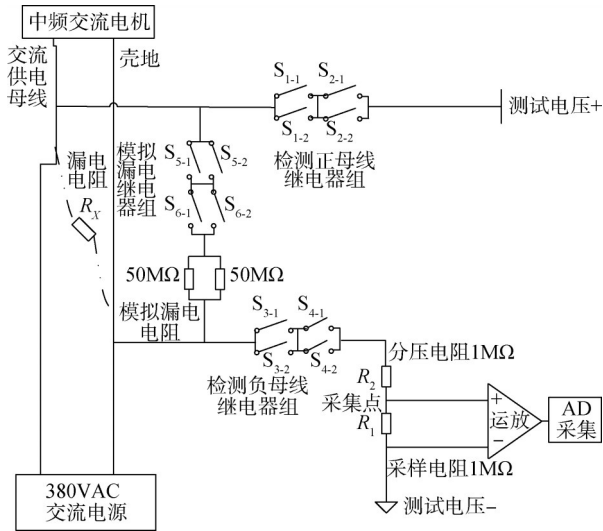 中频交流电机
交流
供电
母线
壳地
S1-1
S2-1
S1-2
S2-2
测试电压+
检测正母线
继电器组
漏电
电阻
RX
模拟
漏电
继电
器组
S5-1
S5-2
S6-1
S6-2
50MΩ
50MΩ
模拟漏电
电阻
S3-1
S4-1
S3-2
S4-2
检测负母线
继电器组
分压电阻1MΩ
R2
采集点
R1
+
运放
−
AD
采集
采样电阻1MΩ
测试电压−
380VAC
交流电源